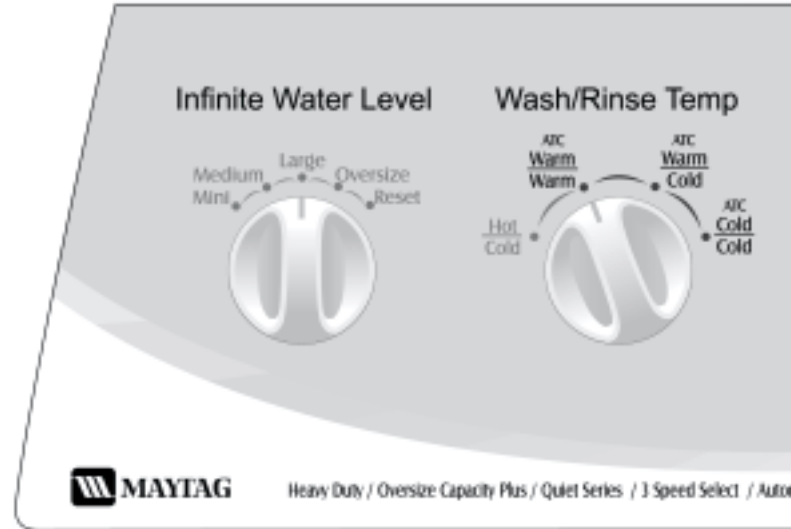 Infinite Water Level
Wash/Rinse Temp
Mini
Medium
Large
Oversize
Reset
Hot
Cold
ATC
Warm
Warm
ATC
Warm
Cold
ATC
Cold
Cold
MAYTAG
Heavy Duty / Oversize Capacity Plus / Quiet Series / 3 Speed Select /